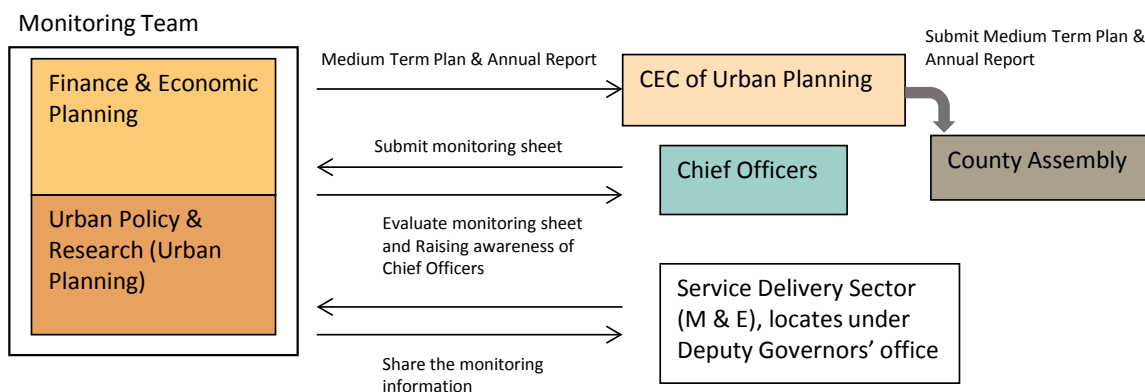 Monitoring Team
Finance & Economic
Planning
Urban Policy &
Research (Urban
Planning)
Medium Term Plan & Annual Report
CEC of Urban Planning
Submit Medium Term Plan &
Annual Report
County Assembly
Submit monitoring sheet
Chief Officers
Evaluate monitoring sheet
and Raising awareness of
Chief Officers
Service Delivery Sector
(M & E), locates under
Deputy Governors’ office
Share the monitoring
information